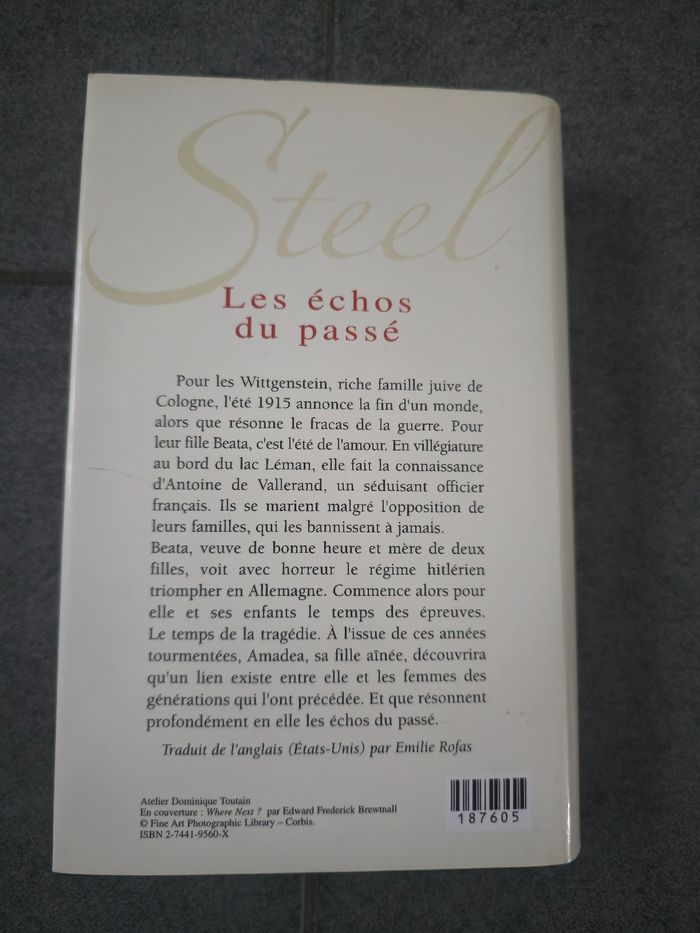 Steel
Les échos
du passé
Pour les Wittgenstein, riche famille juive de
Cologne, l'été 1915 annonce la fin d'un monde,
alors que résonne le fracas de la guerre. Pour
leur fille Beata, c'est l'été de l'amour. En villégiature
au bord du lac Léman, elle fait la connaissance
d'Antoine de Vallerand, un séduisant officier
français. Ils se marient malgré l'opposition de
leurs familles, qui les bannissent à jamais.
Beata, veuve de bonne heure et mère de deux
filles, voit avec horreur le régime hitlérien
triompher en Allemagne. Commence alors pour
elle et ses enfants le temps des épreuves.
Le temps de la tragédie. À l'issue de ces années
tourmentées, Amadea, sa fille aînée, découvrira
qu'un lien existe entre elle et les femmes des
générations qui l'ont précédée. Et que résonnent
profondément en elle les échos du passé.
Traduit de l'anglais (États-Unis) par Emilie Rofas
Atelier Dominique Toutain
En couverture : Where Next ? par Edward Frederick Brewtnall
© Fine Art Photographic Library – Corbis.
ISBN 2-7441-9560-X
187605